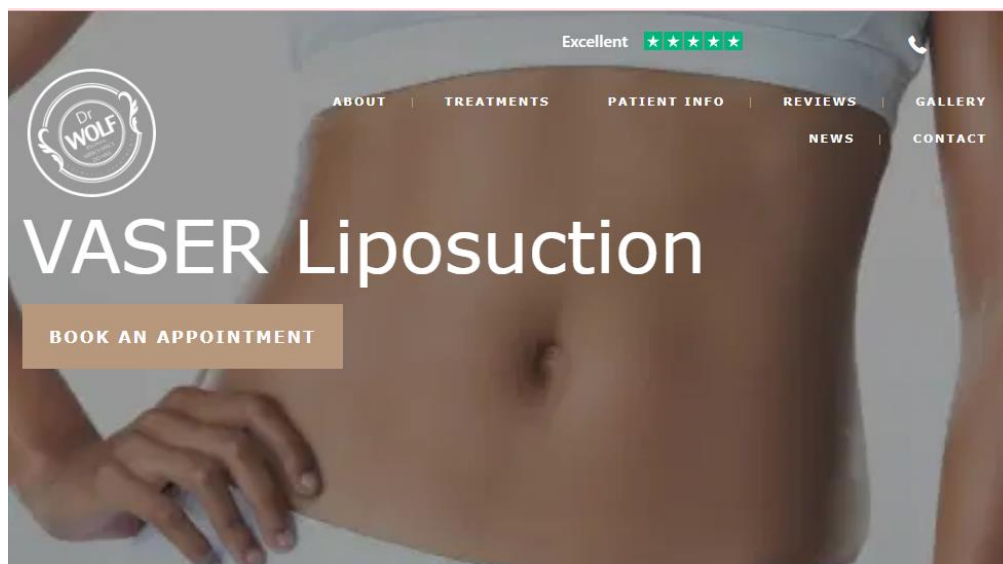 Excellent
ABOUT | TREATMENTS PATIENT INFO | REVIEWS | GALLERY
NEWS | CONTACT
Dr
WOLF
VASER Liposuction
BOOK AN APPOINTMENT